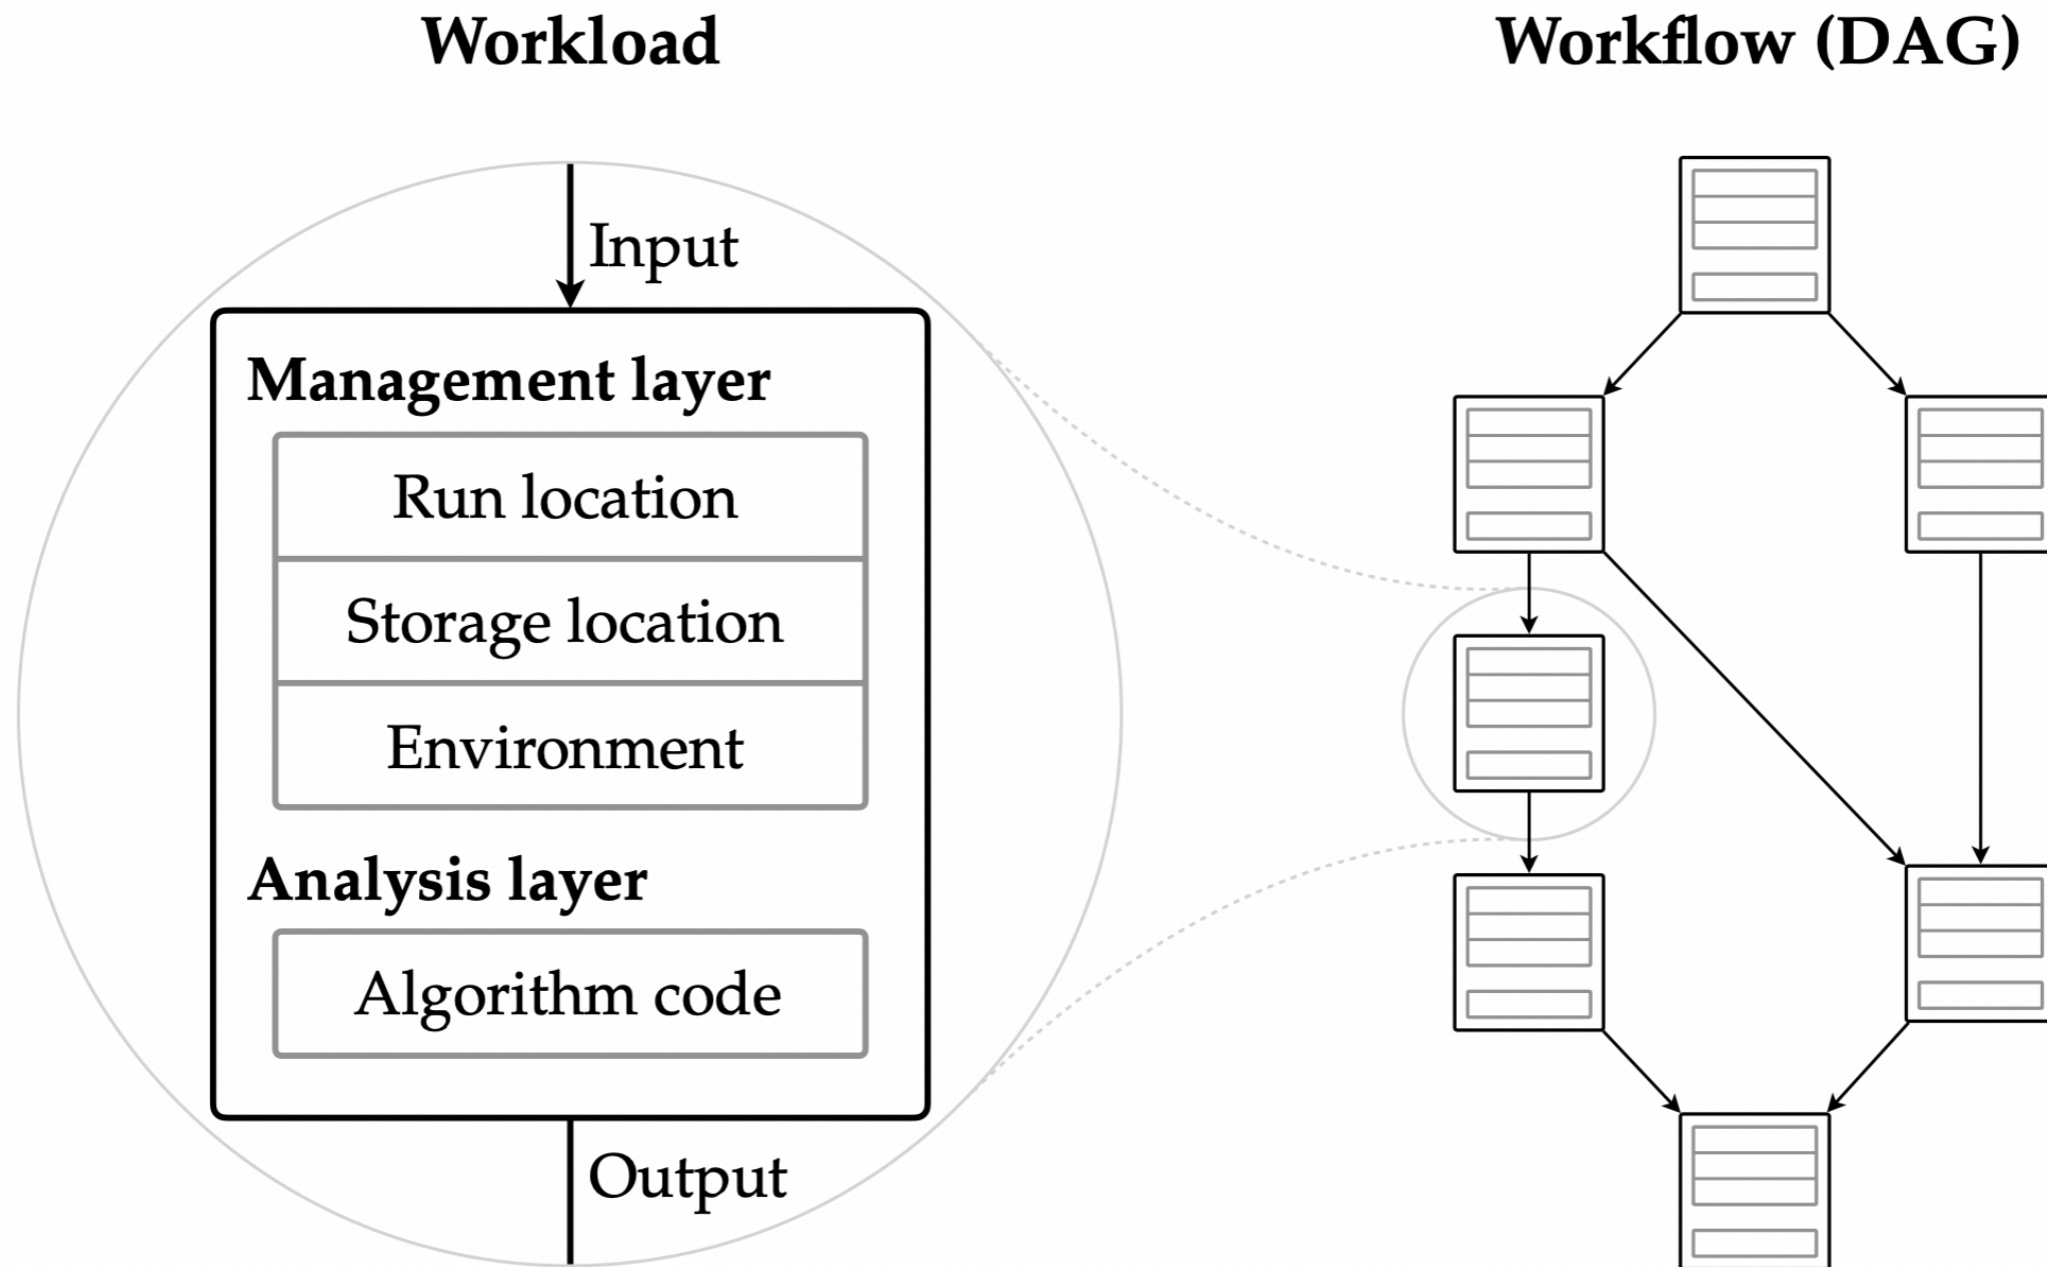 Workload
Workflow (DAG)
Input
Management layer
Run location
Storage location
Environment
Analysis layer
Algorithm code
Output